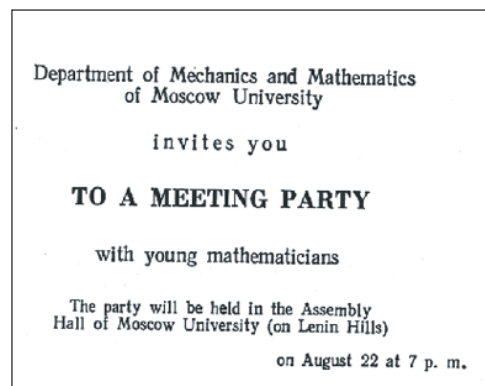 Department of Mechanics and Mathematics
of Moscow University
invites you
TO A MEETING PARTY
with young mathematicians
The party will be held in the Assembly
Hall of Moscow University (on Lenin Hills)
on August 22 at 7 p. m.